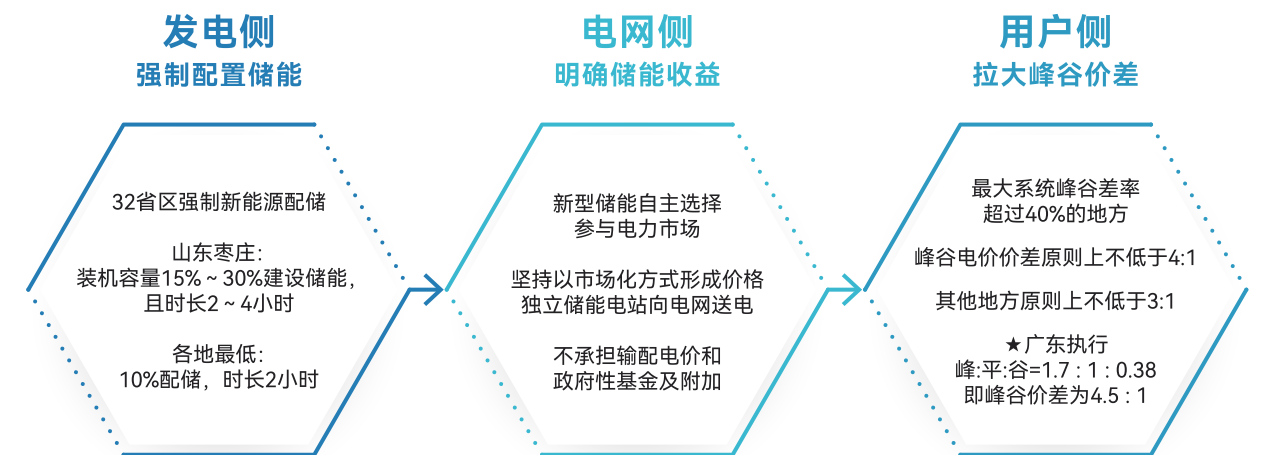 发电侧
强制配置储能
32省区强制新能源配储
山东枣庄：
装机容量15%~30%建设储能，
且时长2~4小时
各地最低：
10%配储，时长2小时
电网侧
明确储能收益
新型储能自主选择
参与电力市场
坚持以市场化方式形成价格
独立储能电站向电网送电
不承担输配电价和
政府性基金及附加
用户侧
拉大峰谷价差
最大系统峰谷差率
超过40%的地方
峰谷电价价差原则上不低于4:1
其他地方原则上不低于3:1
★广东执行
峰:平:谷=1.7 : 1 : 0.38
即峰谷价差为4.5 : 1